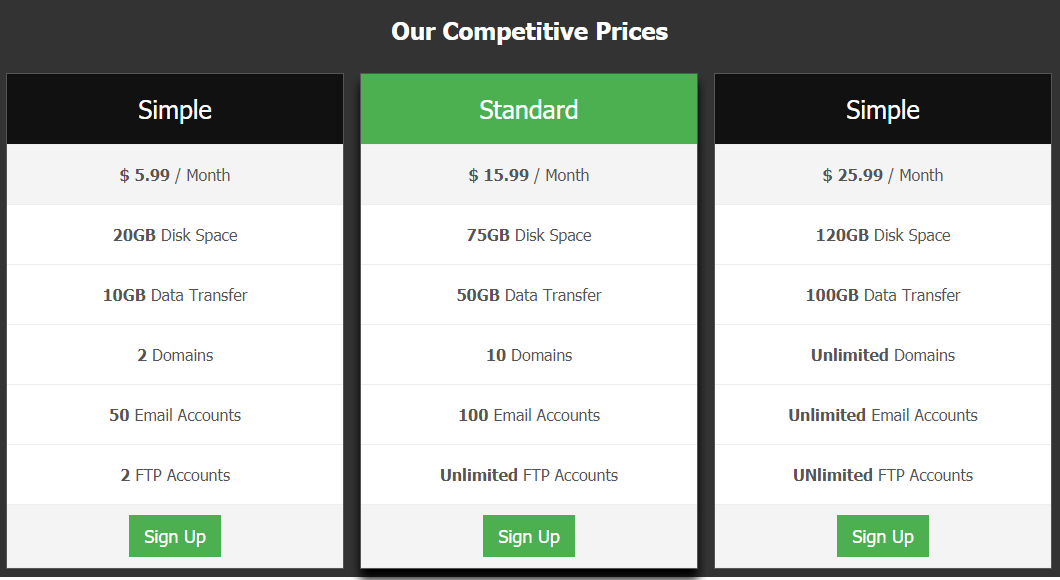 Our Competitive Prices
Simple
$ 5.99 / Month
20GB Disk Space
10GB Data Transfer
2 Domains
50 Email Accounts
2 FTP Accounts
Sign Up
Standard
$ 15.99 / Month
75GB Disk Space
50GB Data Transfer
10 Domains
100 Email Accounts
Unlimited FTP Accounts
Sign Up
Simple
$ 25.99 / Month
120GB Disk Space
100GB Data Transfer
Unlimited Domains
Unlimited Email Accounts
UNlimited FTP Accounts
Sign Up